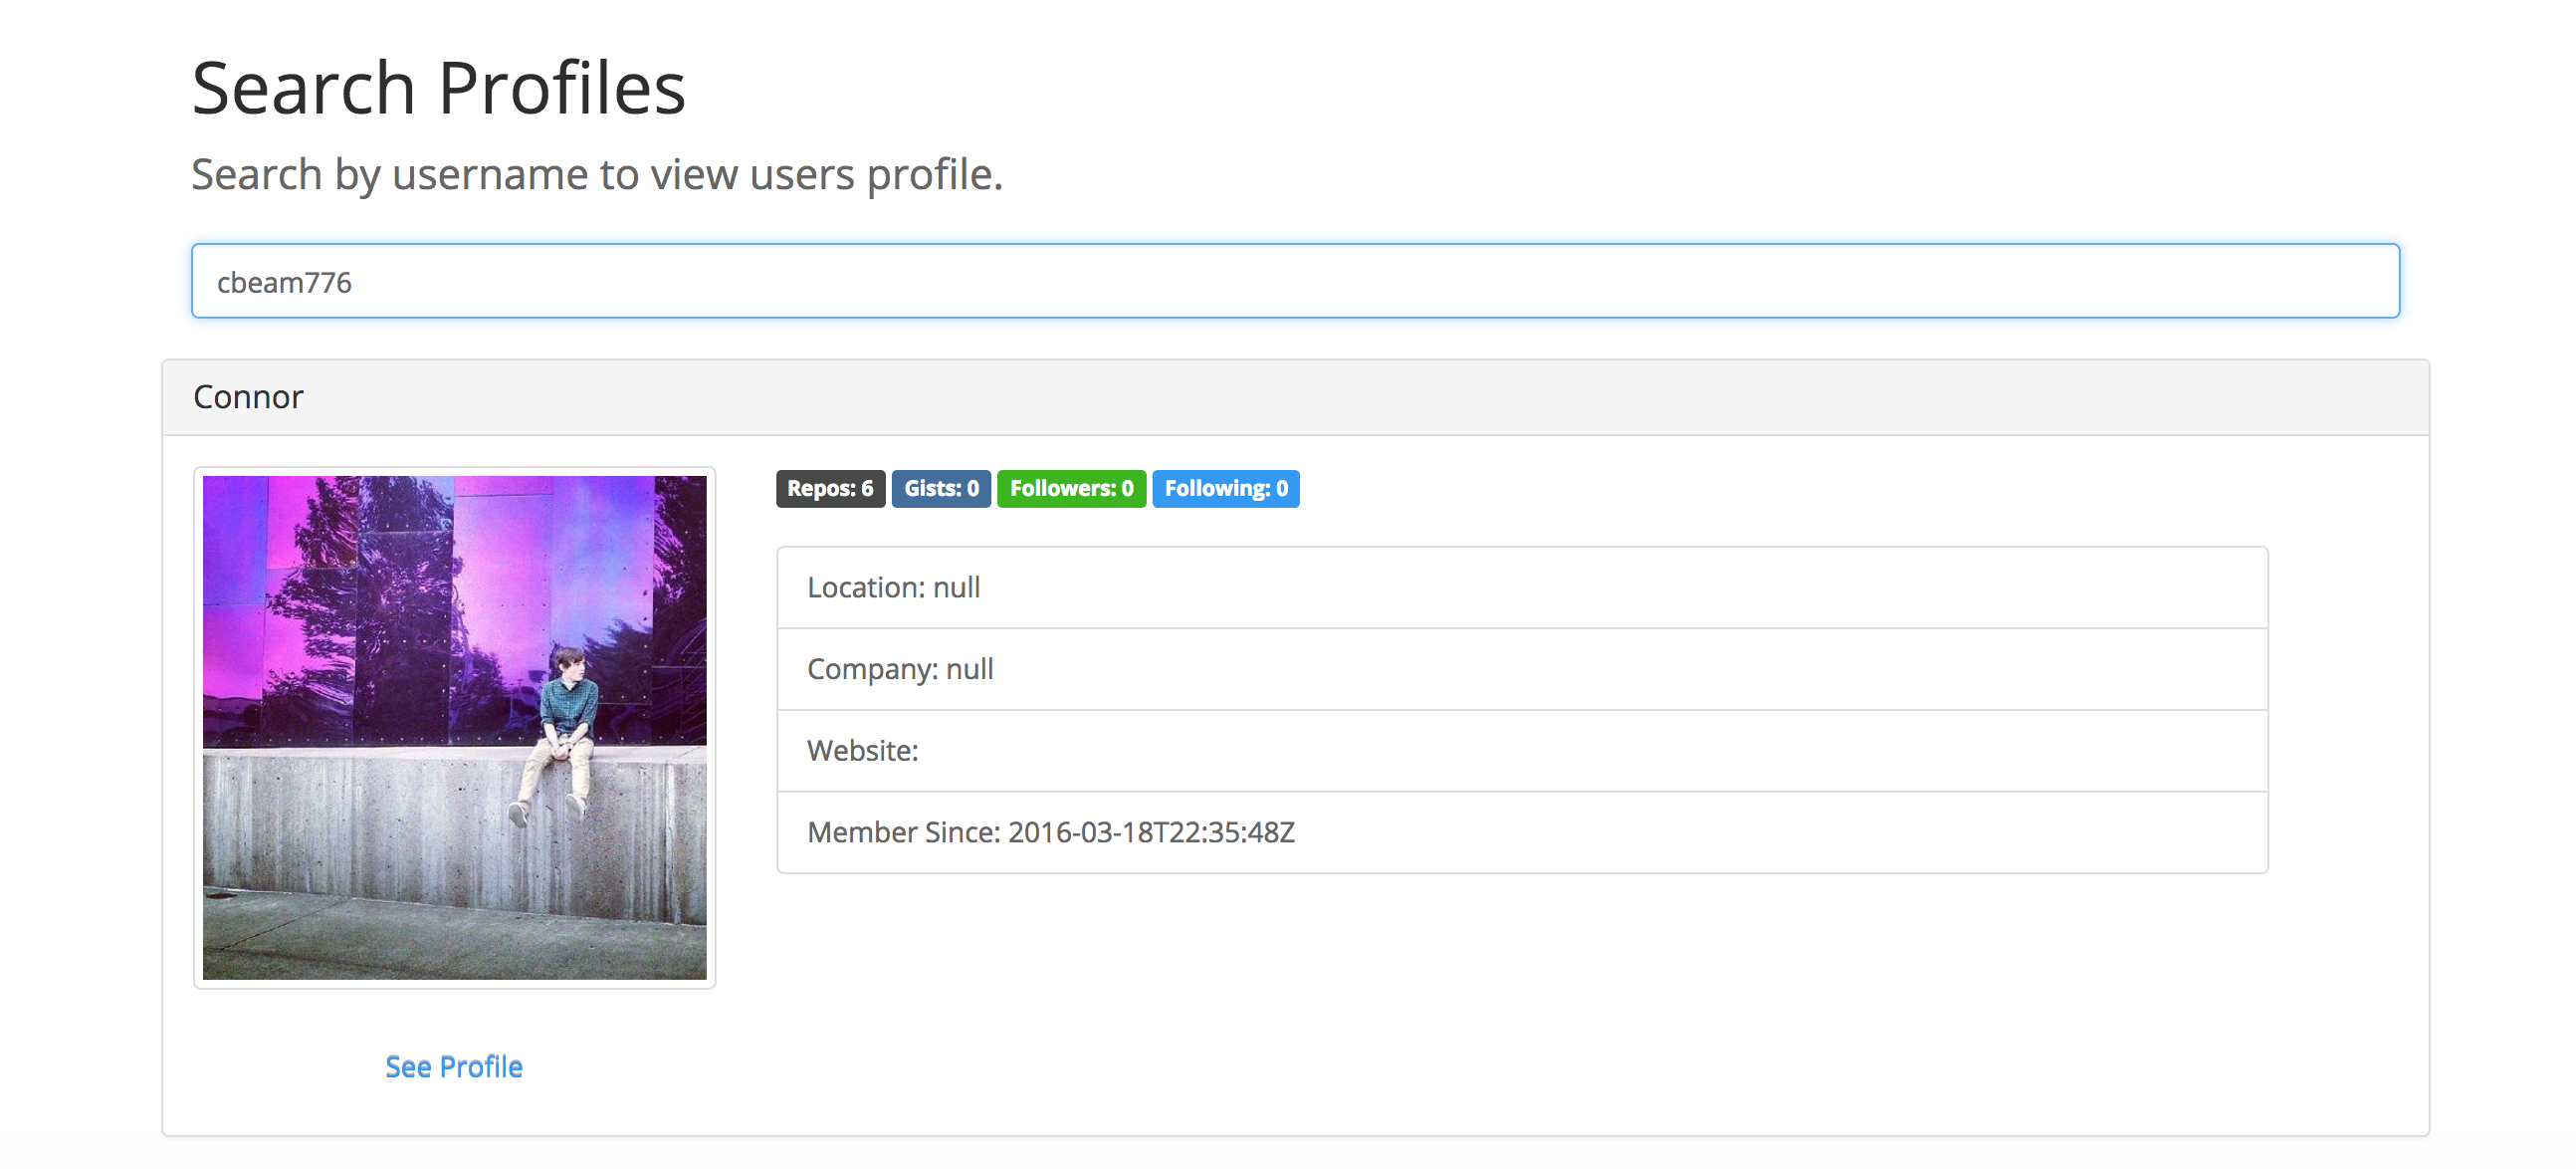 Search Profiles
Search by username to view users profile.
cbeam776
Connor
Repos: 6 Gists: 0 Followers: 0 Following: 0
Location: null
Company: null
Website:
Member Since: 2016-03-18T22:35:48Z
See Profile